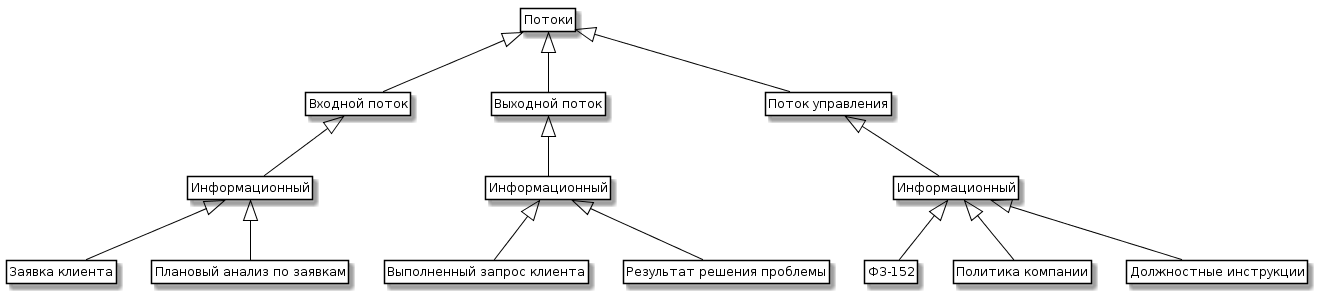 Потоки
Входной поток
Выходной поток
Поток управления
Информационный
Информационный
Информационный
Заявка клиента
Плановый анализ по заявкам
Выполненный запрос клиента
Результат решения проблемы
ФЗ-152
Политика компании
Должностные инструкции